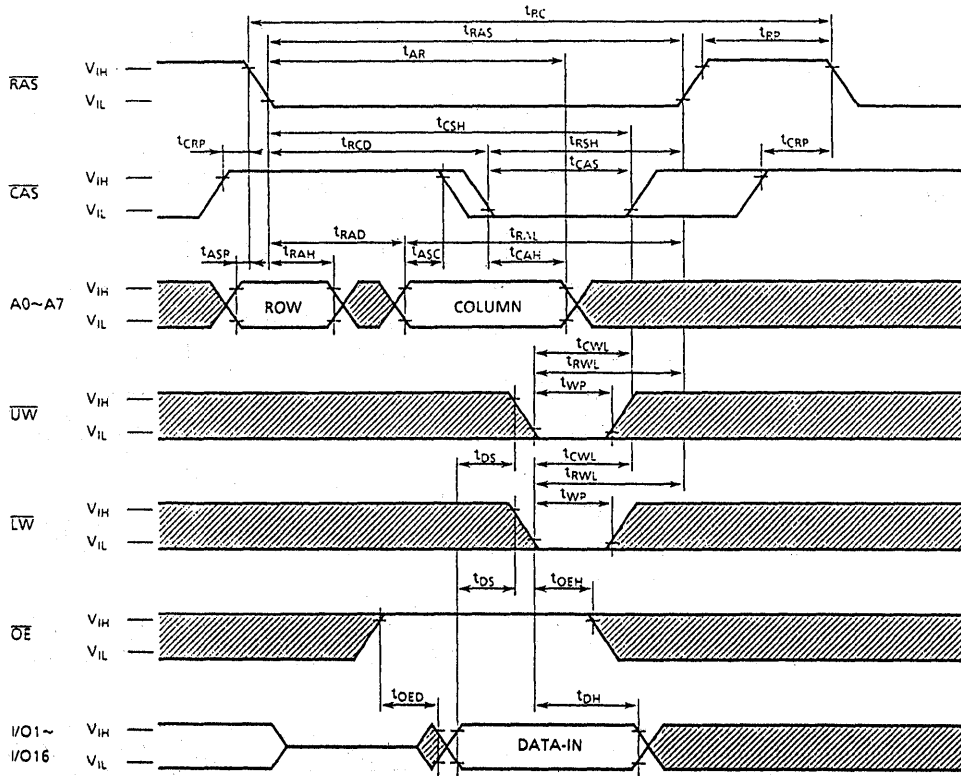 tRC
tRAS
tRP
tAR
RAS
VIH
VIL
tCSH
tCRP
tRCD
tRSH
tCAS
tCRP
CAS
VIH
VIL
tRAD
tRAL
tASP
tRAH
tASC
tCAH
A0~A7
VIH
VIL
ROW
COLUMN
tCWL
tRWL
tWP
UW
VIH
VIL
tDS
tCWL
tRWL
tWP
LW
VIH
VIL
tDS
tOEH
OE
VIH
VIL
tOED
tDH
I/O1~
I/O16
VIH
VIL
DATA-IN